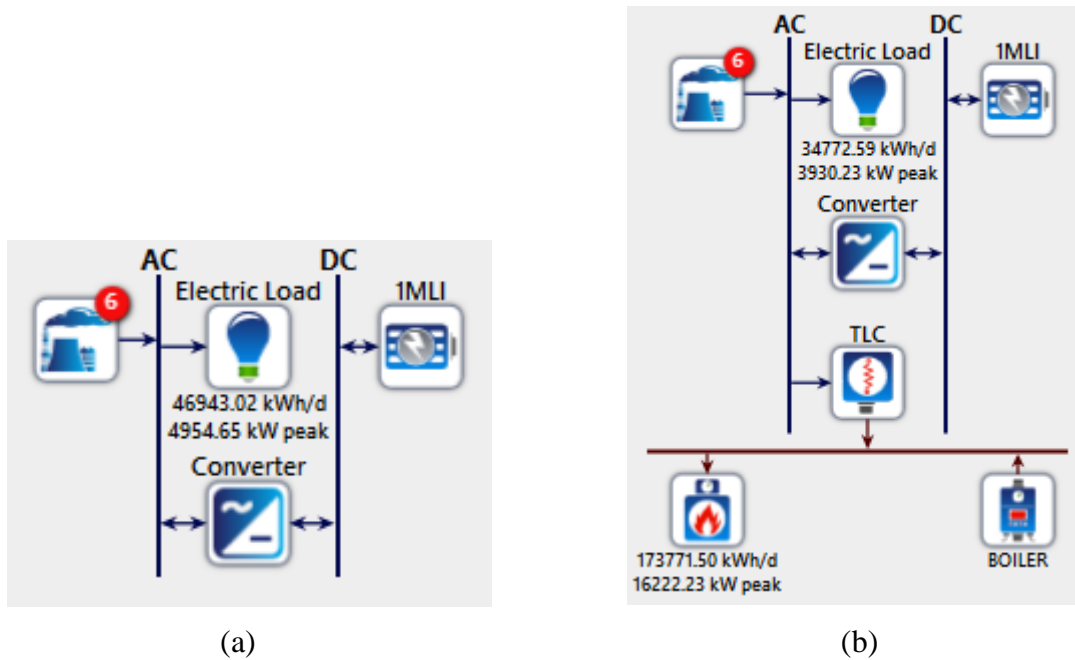 AC DC
6
Electric Load 1MLI
46943.02 kWh/d
4954.65 kW peak
Converter
(a)
AC DC
6
Electric Load 1MLI
34772.59 kWh/d
3930.23 kW peak
Converter
TLC
173771.50 kWh/d
16222.23 kW peak
BOILER
(b)